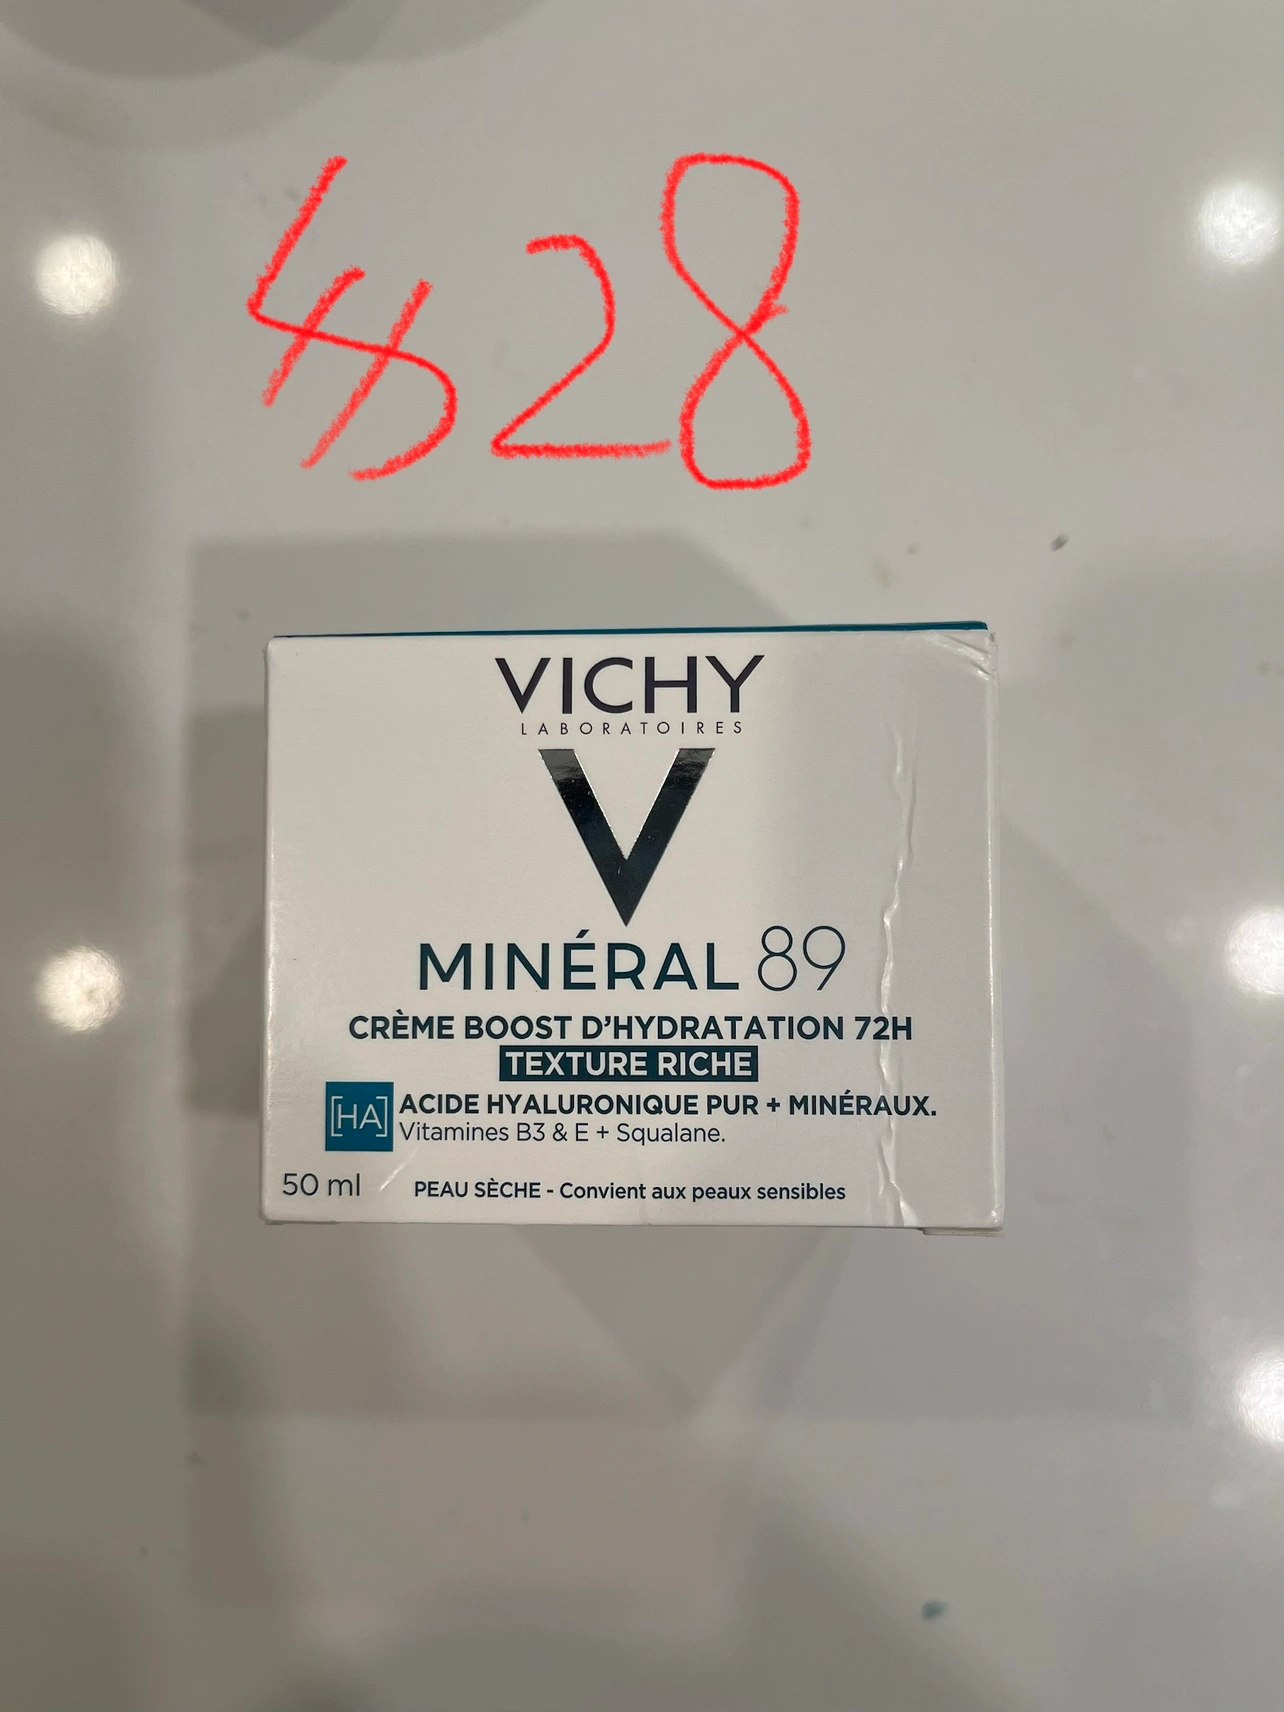 $28
VICHY
LABORATOIRES
V
MINÉRAL 89
CRÈME BOOST D'HYDRATATION 72H
TEXTURE RICHE
[HA] ACIDE HYALURONIQUE PUR + MINÉRAUX.
Vitamines B3 & E + Squalane.
50 ml PEAU SÈCHE - Convient aux peaux sensibles